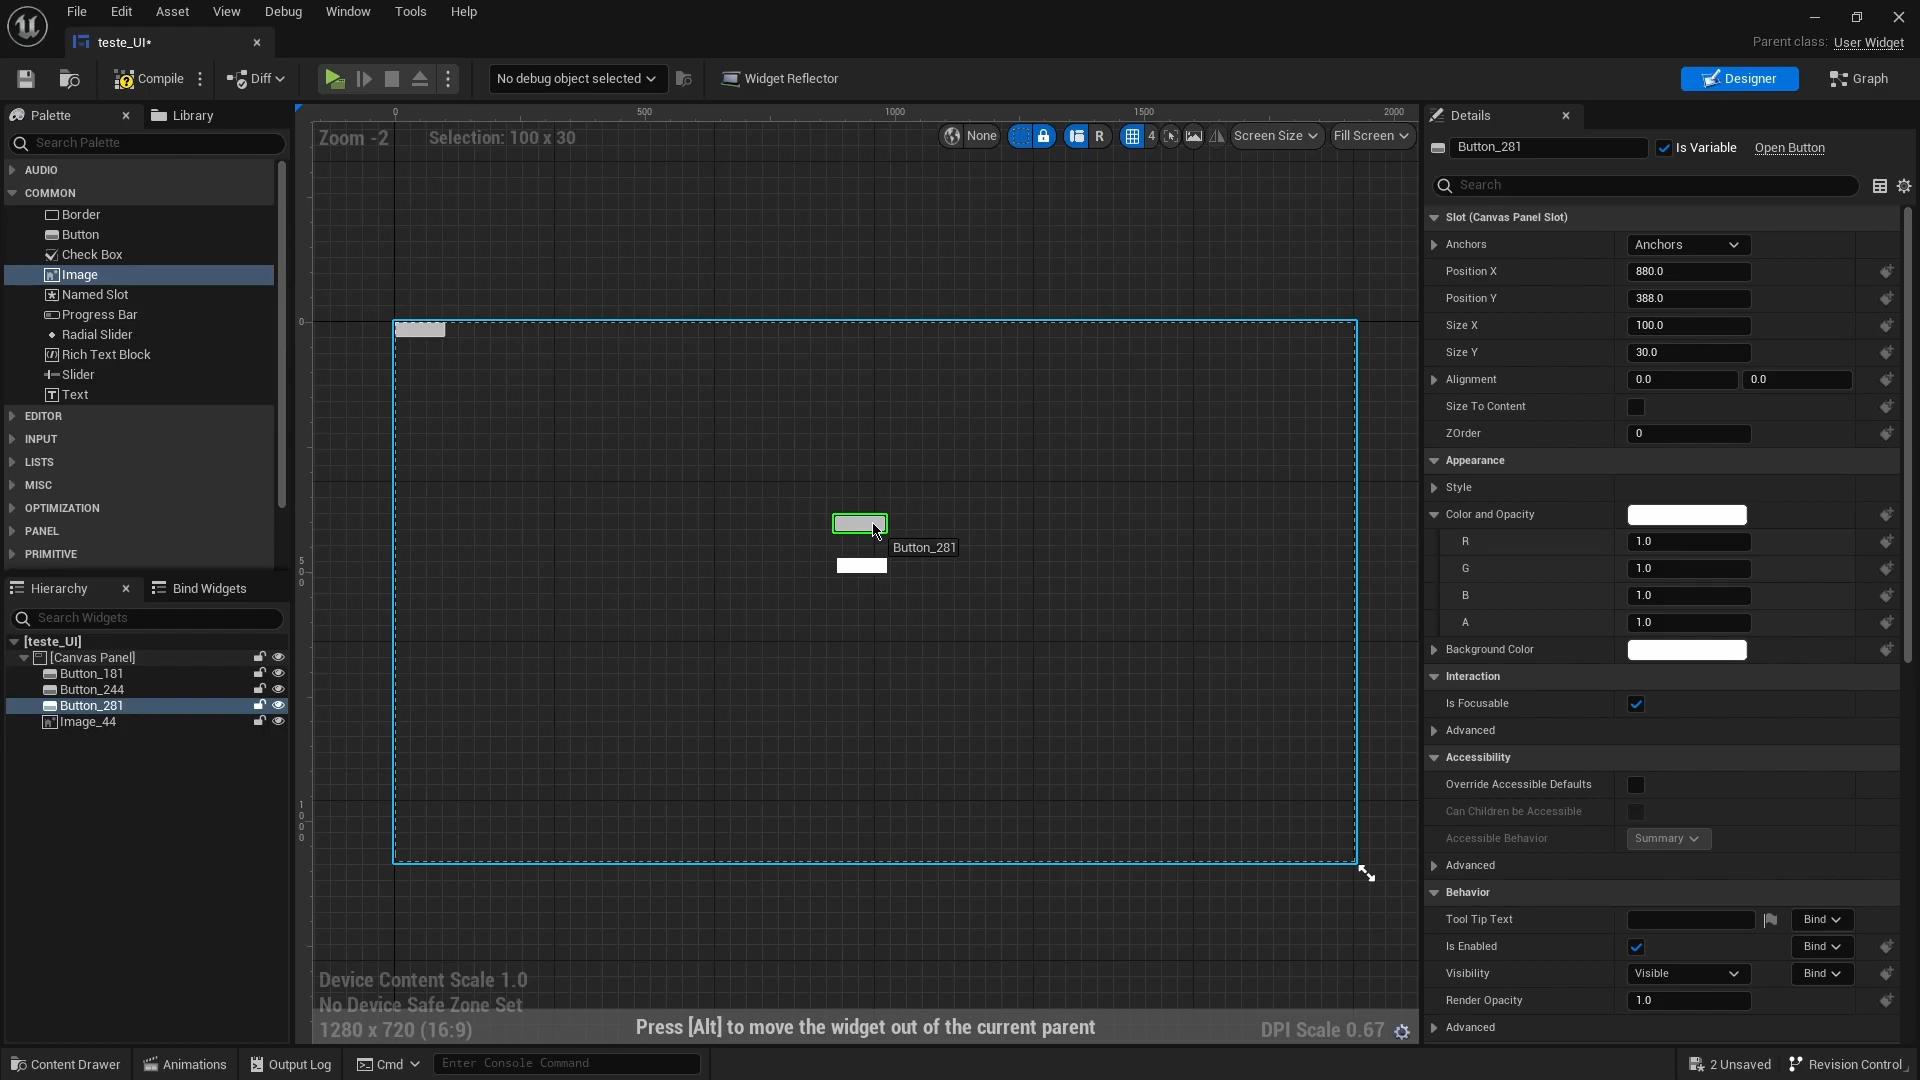 File Edit Asset View Debug Window Tools Help
teste_UI*
Parent class: User Widget
Compile Diff No debug object selected Widget Reflector Designer Graph
Palette Library
Search Palette
AUDIO
COMMON
Border
Button
Check Box
Image
Named Slot
Progress Bar
Radial Slider
Rich Text Block
Slider
Text
EDITOR
INPUT
LISTS
MISC
OPTIMIZATION
PANEL
PRIMITIVE
Hierarchy Bind Widgets
Search Widgets
[teste_UI]
[Canvas Panel]
Button_181
Button_244
Button_281
Image_44
0 500 1000 1500 2000
Zoom -2 Selection: 100 x 30
None R 4 Screen Size Fill Screen
0
500
1000
Button_281
Device Content Scale 1.0
No Device Safe Zone Set
1280 x 720 (16:9)
Press [Alt] to move the widget out of the current parent
DPI Scale 0.67
Details
Button_281 Is Variable Open Button
Search
Slot (Canvas Panel Slot)
Anchors Anchors
Position X 880.0
Position Y 388.0
Size X 100.0
Size Y 30.0
Alignment 0.0 0.0
Size To Content
ZOrder 0
Appearance
Style
Color and Opacity
R 1.0
G 1.0
B 1.0
A 1.0
Background Color
Interaction
Is Focusable
Advanced
Accessibility
Override Accessible Defaults
Can Children be Accessible
Accessible Behavior Summary
Advanced
Behavior
Tool Tip Text Bind
Is Enabled Bind
Visibility Visible Bind
Render Opacity 1.0
Advanced
Content Drawer Animations Output Log Cmd Enter Console Command 2 Unsaved Revision Control